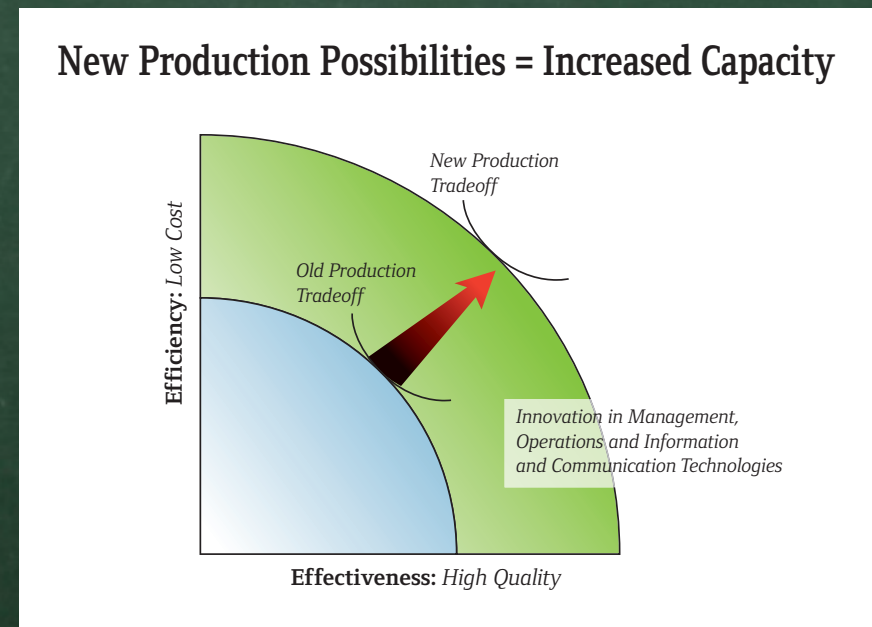 New Production Possibilities = Increased Capacity
New Production
Tradeoff
Old Production
Tradeoff
Efficiency: Low Cost
Innovation in Management,
Operations and Information
and Communication Technologies
Effectiveness: High Quality